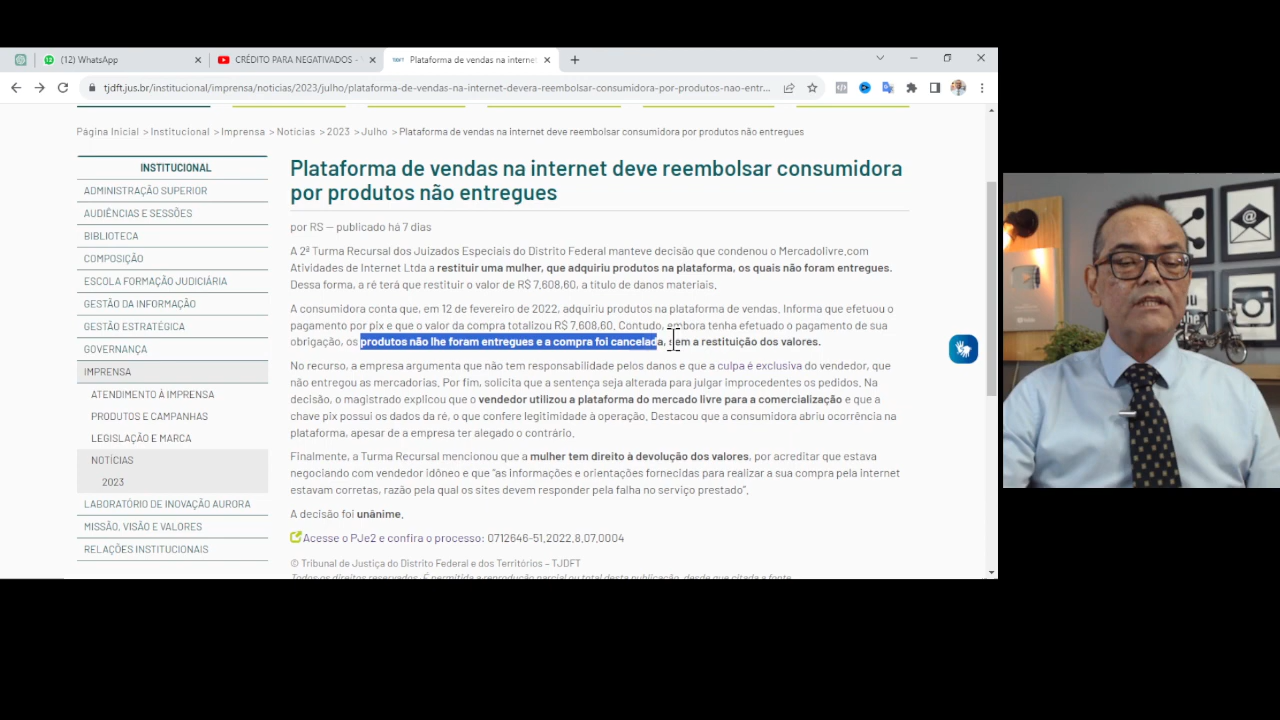 (12) WhatsApp
CRÉDITO PARA NEGATIVADOS -
TJDFT
Plataforma de vendas na interne
tjdft.jus.br/institucional/imprensa/noticias/2023/julho/plataforma-de-vendas-na-internet-devera-reembolsar-consumidora-por-produtos-nao-entr...
Página Inicial > Institucional > Imprensa > Notícias > 2023 > Julho > Plataforma de vendas na internet deve reembolsar consumidora por produtos não entregues
INSTITUCIONAL
ADMINISTRAÇÃO SUPERIOR
AUDIÊNCIAS E SESSÕES
BIBLIOTECA
COMPOSIÇÃO
ESCOLA FORMAÇÃO JUDICIÁRIA
GESTÃO DA INFORMAÇÃO
GESTÃO ESTRATÉGICA
GOVERNANÇA
IMPRENSA
ATENDIMENTO À IMPRENSA
PRODUTOS E CAMPANHAS
LEGISLAÇÃO E MARCA
NOTÍCIAS
2023
LABORATÓRIO DE INOVAÇÃO AURORA
MISSÃO, VISÃO E VALORES
RELAÇÕES INSTITUCIONAIS
Plataforma de vendas na internet deve reembolsar consumidora
por produtos não entregues
por RS — publicado há 7 dias
A 2ª Turma Recursal dos Juizados Especiais do Distrito Federal manteve decisão que condenou o Mercadolivre.com
Atividades de Internet Ltda a restituir uma mulher, que adquiriu produtos na plataforma, os quais não foram entregues.
Dessa forma, a ré terá que restituir o valor de R$ 7.608,60, a título de danos materiais.
A consumidora conta que, em 12 de fevereiro de 2022, adquiriu produtos na plataforma de vendas. Informa que efetuou o
pagamento por pix e que o valor da compra totalizou R$ 7.608,60. Contudo, embora tenha efetuado o pagamento de sua
obrigação, os produtos não lhe foram entregues e a compra foi cancelada, sem a restituição dos valores.
No recurso, a empresa argumenta que não tem responsabilidade pelos danos e que a culpa é exclusiva do vendedor, que
não entregou as mercadorias. Por fim, solicita que a sentença seja alterada para julgar improcedentes os pedidos. Na
decisão, o magistrado explicou que o vendedor utilizou a plataforma do mercado livre para a comercialização e que a
chave pix possui os dados da ré, o que confere legitimidade à operação. Destacou que a consumidora abriu ocorrência na
plataforma, apesar de a empresa ter alegado o contrário.
Finalmente, a Turma Recursal mencionou que a mulher tem direito à devolução dos valores, por acreditar que estava
negociando com vendedor idôneo e que “as informações e orientações fornecidas para realizar a sua compra pela internet
estavam corretas, razão pela qual os sites devem responder pela falha no serviço prestado”.
A decisão foi unânime.
Acesse o PJe2 e confira o processo: 0712646-51.2022.8.07.0004
© Tribunal de Justiça do Distrito Federal e dos Territórios – TJDFT
Todos os direitos reservados. É permitida a reprodução parcial ou total desta publicação, desde que citada a fonte.